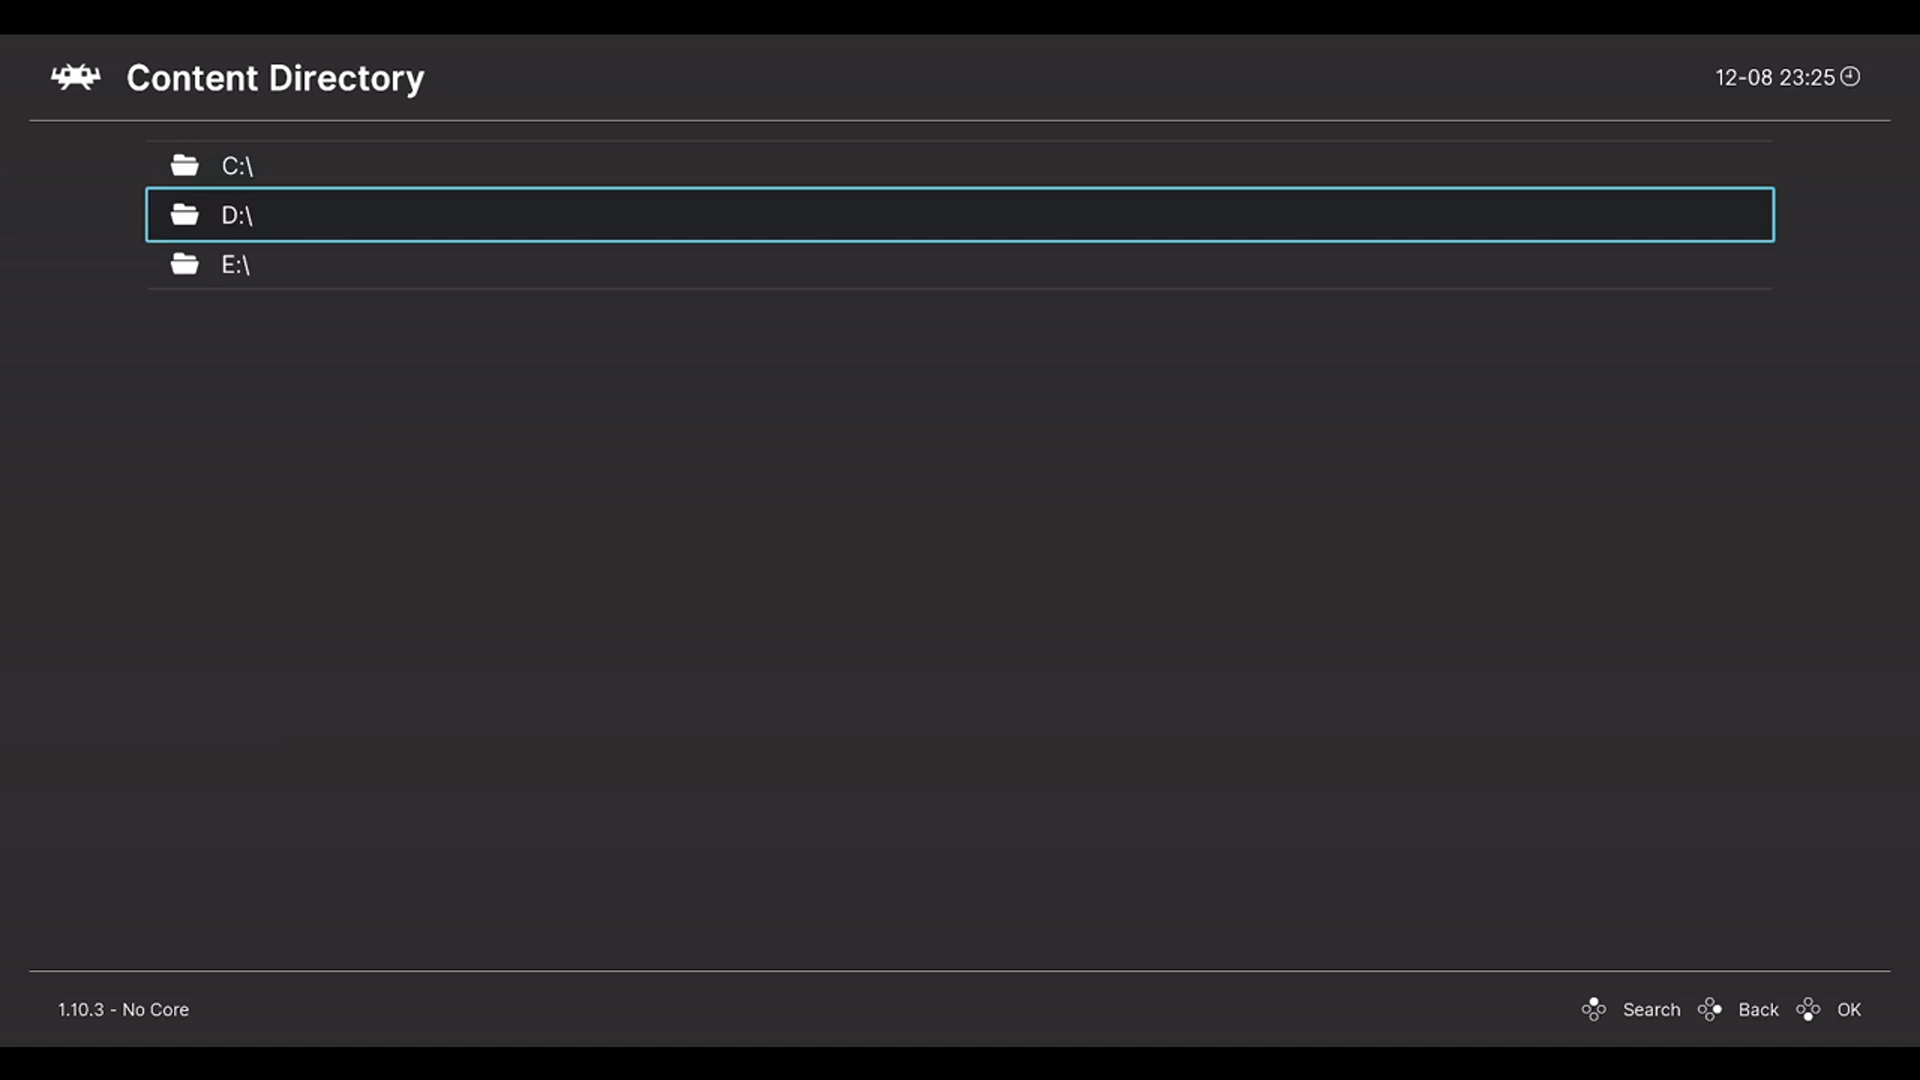 Content Directory
12-08 23:25
C:\
D:\
E:\
1.10.3 - No Core
Search Back OK